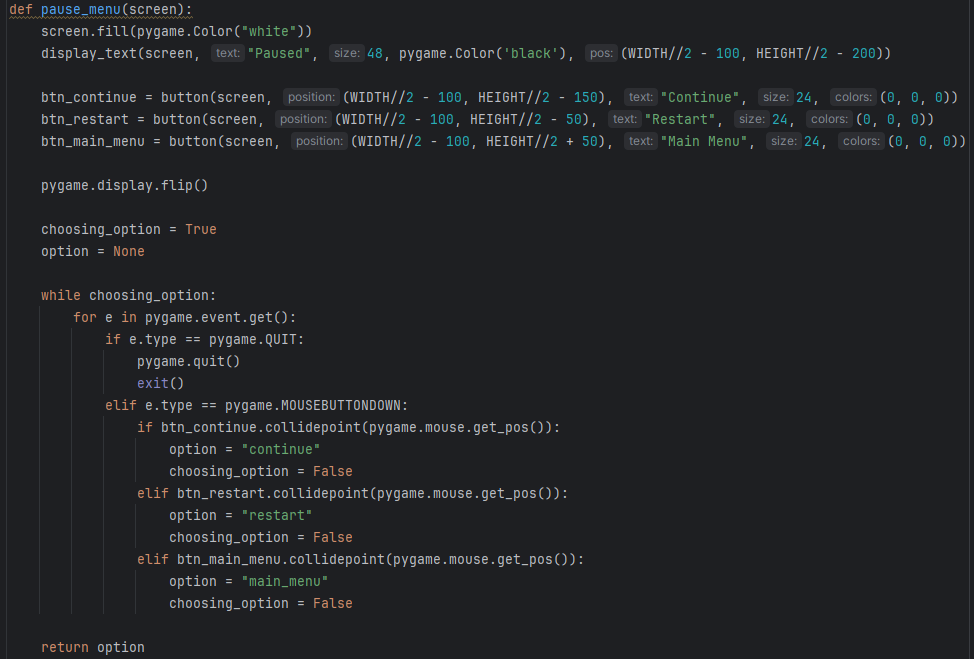 def pause_menu(screen):
    screen.fill(pygame.Color("white"))
    display_text(screen, text: "Paused", size: 48, pygame.Color('black'), pos: (WIDTH//2 - 100, HEIGHT//2 - 200))

    btn_continue = button(screen, position: (WIDTH//2 - 100, HEIGHT//2 - 150), text: "Continue", size: 24, colors: (0, 0, 0))
    btn_restart = button(screen, position: (WIDTH//2 - 100, HEIGHT//2 - 50), text: "Restart", size: 24, colors: (0, 0, 0))
    btn_main_menu = button(screen, position: (WIDTH//2 - 100, HEIGHT//2 + 50), text: "Main Menu", size: 24, colors: (0, 0, 0))

    pygame.display.flip()

    choosing_option = True
    option = None

    while choosing_option:
        for e in pygame.event.get():
            if e.type == pygame.QUIT:
                pygame.quit()
                exit()
            elif e.type == pygame.MOUSEBUTTONDOWN:
                if btn_continue.collidepoint(pygame.mouse.get_pos()):
                    option = "continue"
                    choosing_option = False
                elif btn_restart.collidepoint(pygame.mouse.get_pos()):
                    option = "restart"
                    choosing_option = False
                elif btn_main_menu.collidepoint(pygame.mouse.get_pos()):
                    option = "main_menu"
                    choosing_option = False

    return option